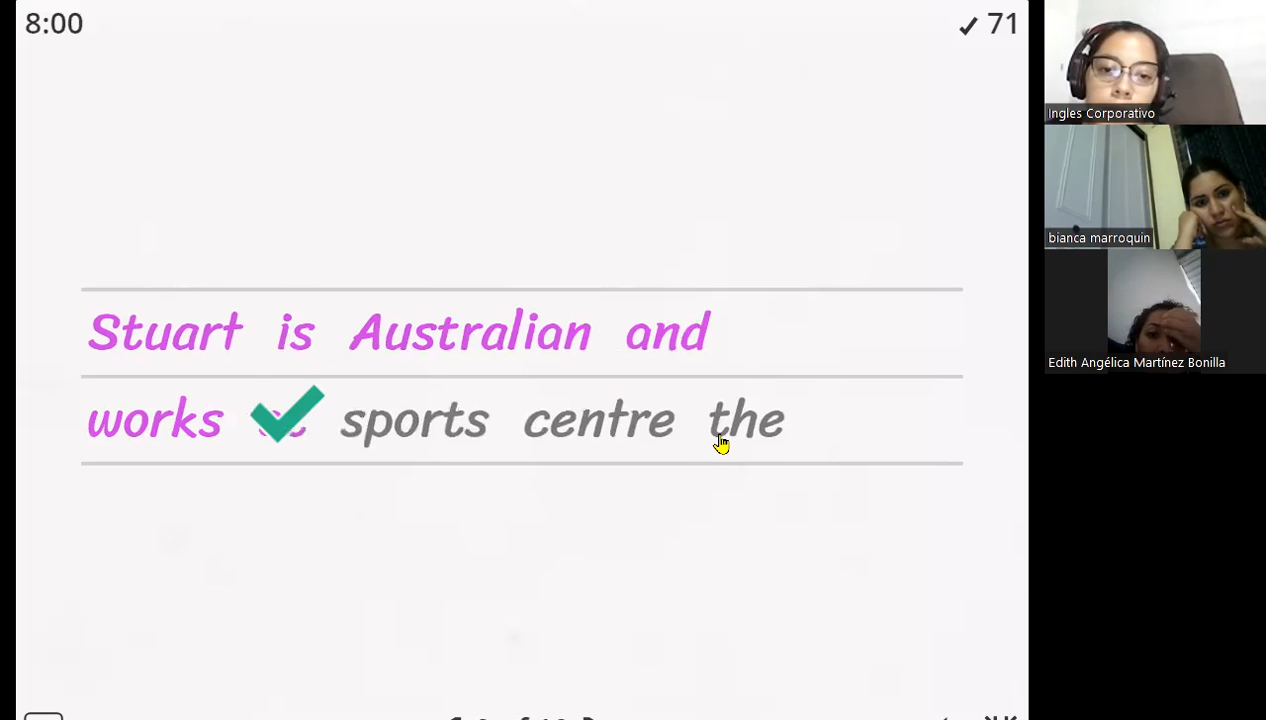 8:00
✓ 71
Stuart is Australian and
works sports centre the
Ingles Corporativo
bianca marroquin
Edith Angélica Martínez Bonilla